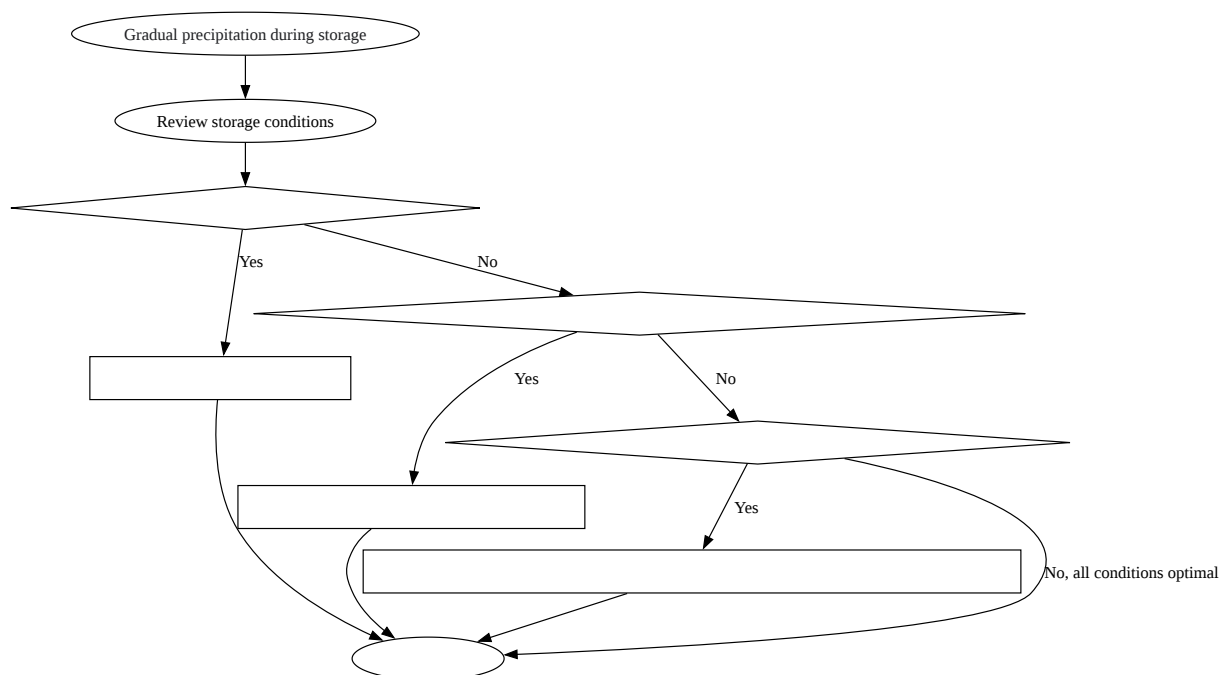 Gradual precipitation during storage
Review storage conditions
Yes
No
Yes
No
Yes
No, all conditions optimal